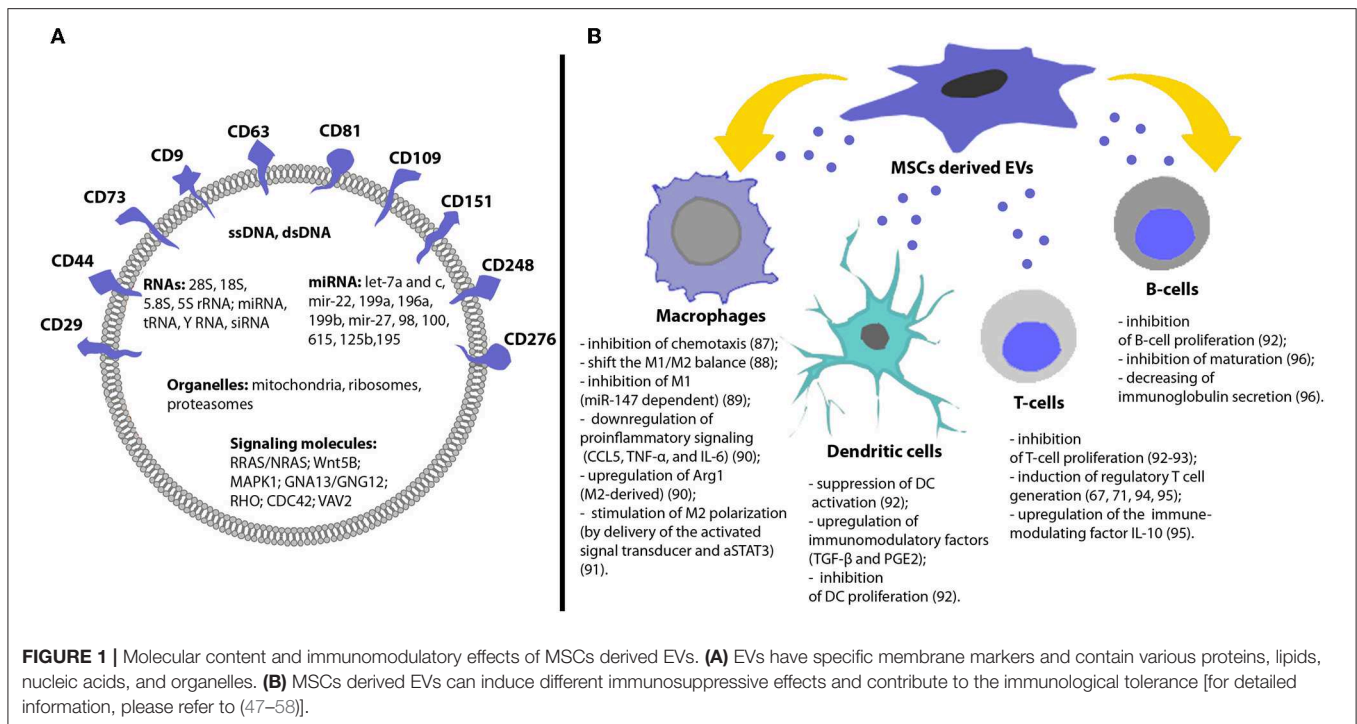 A
CD63
CD81
CD9
CD109
CD73
CD151
ssDNA, dsDNA
CD44
CD248
RNAs: 28S, 18S,
5.8S, 5S rRNA; miRNA,
tRNA, Y RNA, siRNA
miRNA: let-7a and c,
mir-22, 199a, 196a,
199b, mir-27, 98, 100,
615, 125b,195
CD29
CD276
Organelles: mitochondria, ribosomes,
proteasomes
Signaling molecules:
RRAS/NRAS; Wnt5B;
MAPK1; GNA13/GNG12;
RHO; CDC42; VAV2
B
MSCs derived EVs
Macrophages
- inhibition of chemotaxis (87);
- shift the M1/M2 balance (88);
- inhibition of M1
(miR-147 dependent) (89);
- downregulation of
proinflammatory signaling
(CCL5, TNF-α, and IL-6) (90);
- upregulation of Arg1
(M2-derived) (90);
- stimulation of M2 polarization
(by delivery of the activated
signal transducer and aSTAT3)
(91).
Dendritic cells
- suppression of DC
activation (92);
- upregulation of
immunomodulatory factors
(TGF-β and PGE2);
- inhibition
of DC proliferation (92).
T-cells
- inhibition
of T-cell proliferation (92-93);
- induction of regulatory T cell
generation (67, 71, 94, 95);
- upregulation of the immune-
modulating factor IL-10 (95).
B-cells
- inhibition
of B-cell proliferation (92);
- inhibition of maturation (96);
- decreasing of
immunoglobulin secretion (96).
FIGURE 1 | Molecular content and immunomodulatory effects of MSCs derived EVs. (A) EVs have specific membrane markers and contain various proteins, lipids,
nucleic acids, and organelles. (B) MSCs derived EVs can induce different immunosuppressive effects and contribute to the immunological tolerance [for detailed
information, please refer to (47–58)].